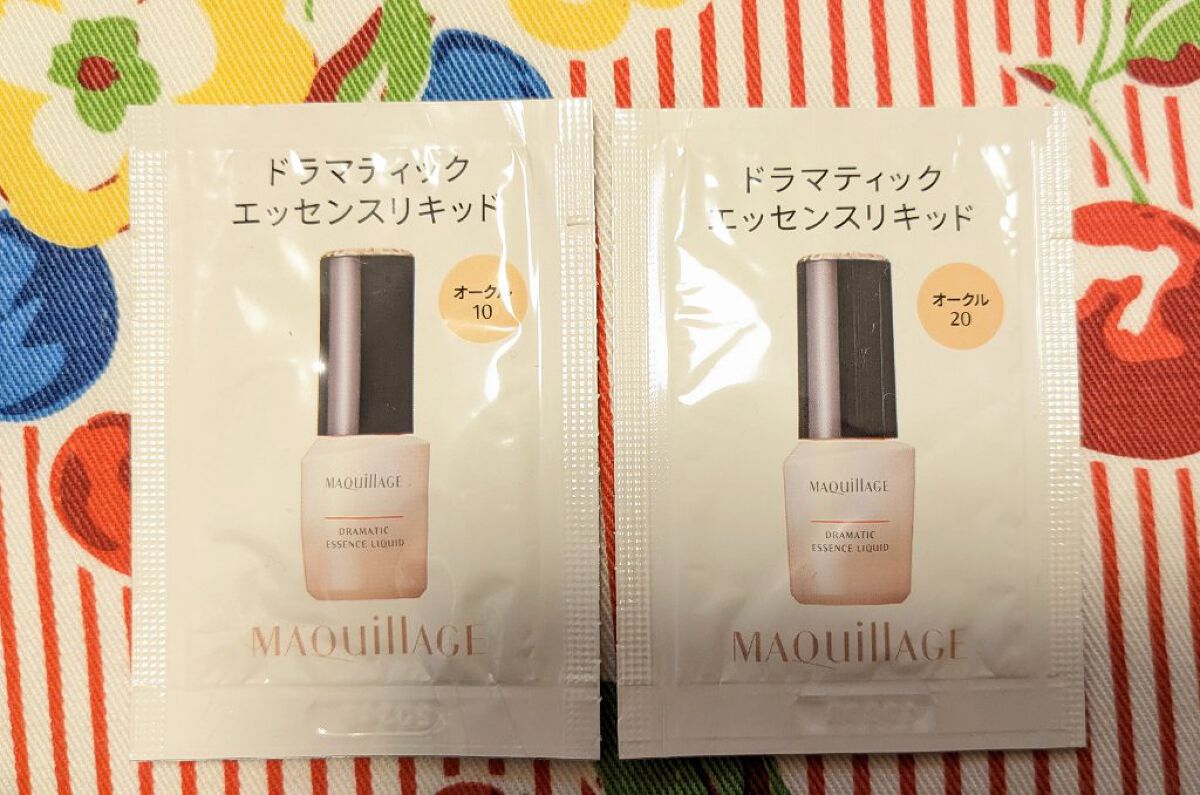 ドラマティック
エッセンスリキッド
オークル
10
MAQuillAGE
DRAMATIC
ESSENCE LIQUID
MAQuillAGE
ドラマティック
エッセンスリキッド
オークル
20
MAQuillAGE
DRAMATIC
ESSENCE LIQUID
MAQuillAGE